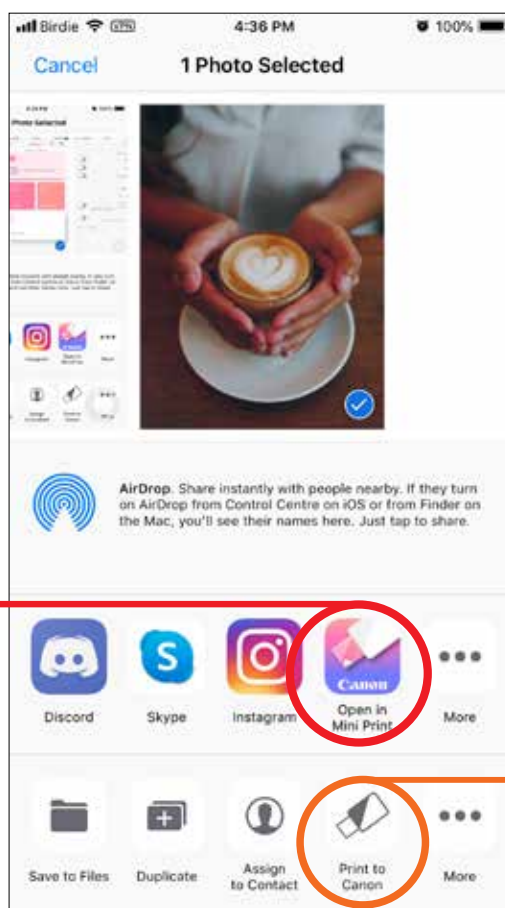 Birdie VPN 4:36 PM 100%
Cancel 1 Photo Selected
AirDrop. Share instantly with people nearby. If they turn
on AirDrop from Control Centre on iOS or from Finder on
the Mac, you'll see their names here. Just tap to share.
Canon
Discord Skype Instagram Open in More
Mini Print
Save to Files Duplicate Assign Print to More
to Contact Canon